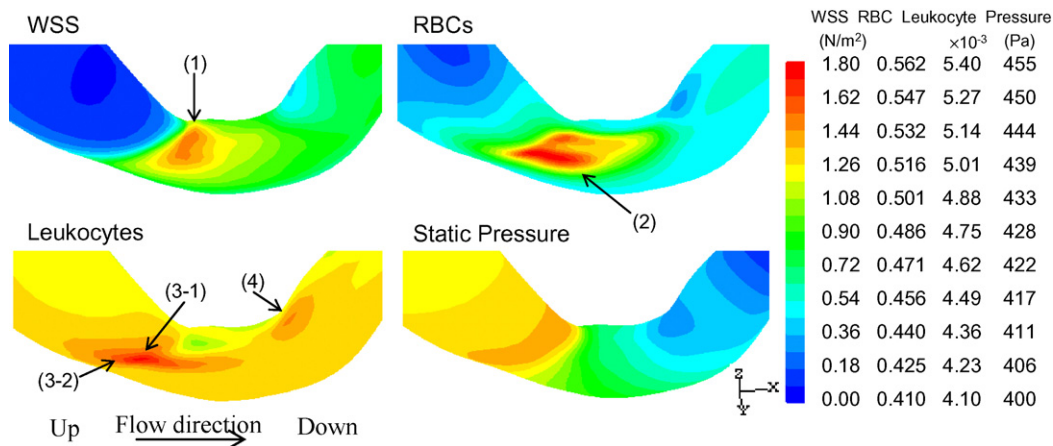 WSS
RBCs
(1)
(2)
Leukocytes
Static Pressure
(3-1)
(4)
(3-2)
Up Flow direction Down
Z
X
Y
WSS RBC Leukocyte Pressure
(N/m²) ×10⁻³ (Pa)
1.80 0.562 5.40 455
1.62 0.547 5.27 450
1.44 0.532 5.14 444
1.26 0.516 5.01 439
1.08 0.501 4.88 433
0.90 0.486 4.75 428
0.72 0.471 4.62 422
0.54 0.456 4.49 417
0.36 0.440 4.36 411
0.18 0.425 4.23 406
0.00 0.410 4.10 400